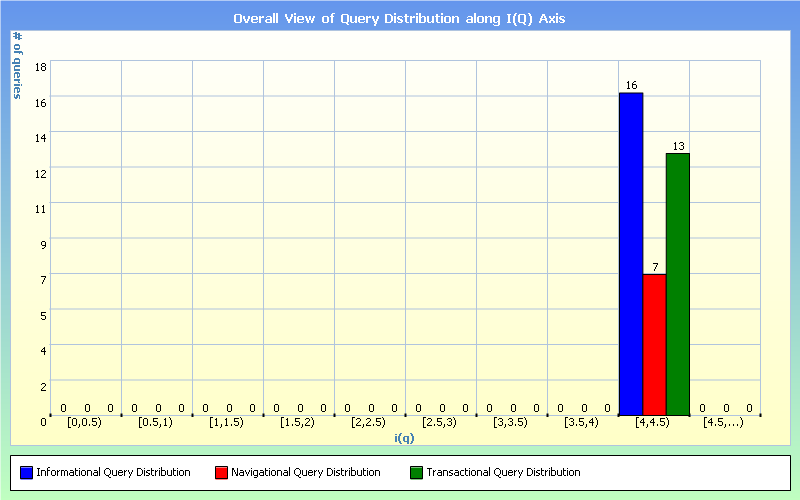 Overall View of Query Distribution along I(Q) Axis
# of queries
18
16
14
12
11
9
7
5
4
2
0
16
7
13
0 0 0 0 0 0 0 0 0 0 0 0 0 0 0 0 0 0 0 0 0 0 0 0 0 0 0
[0,0.5) [0.5,1) [1,1.5) [1.5,2) [2,2.5) [2.5,3) [3,3.5) [3.5,4) [4,4.5) [4.5,...)
i(q)
Informational Query Distribution Navigational Query Distribution Transactional Query Distribution